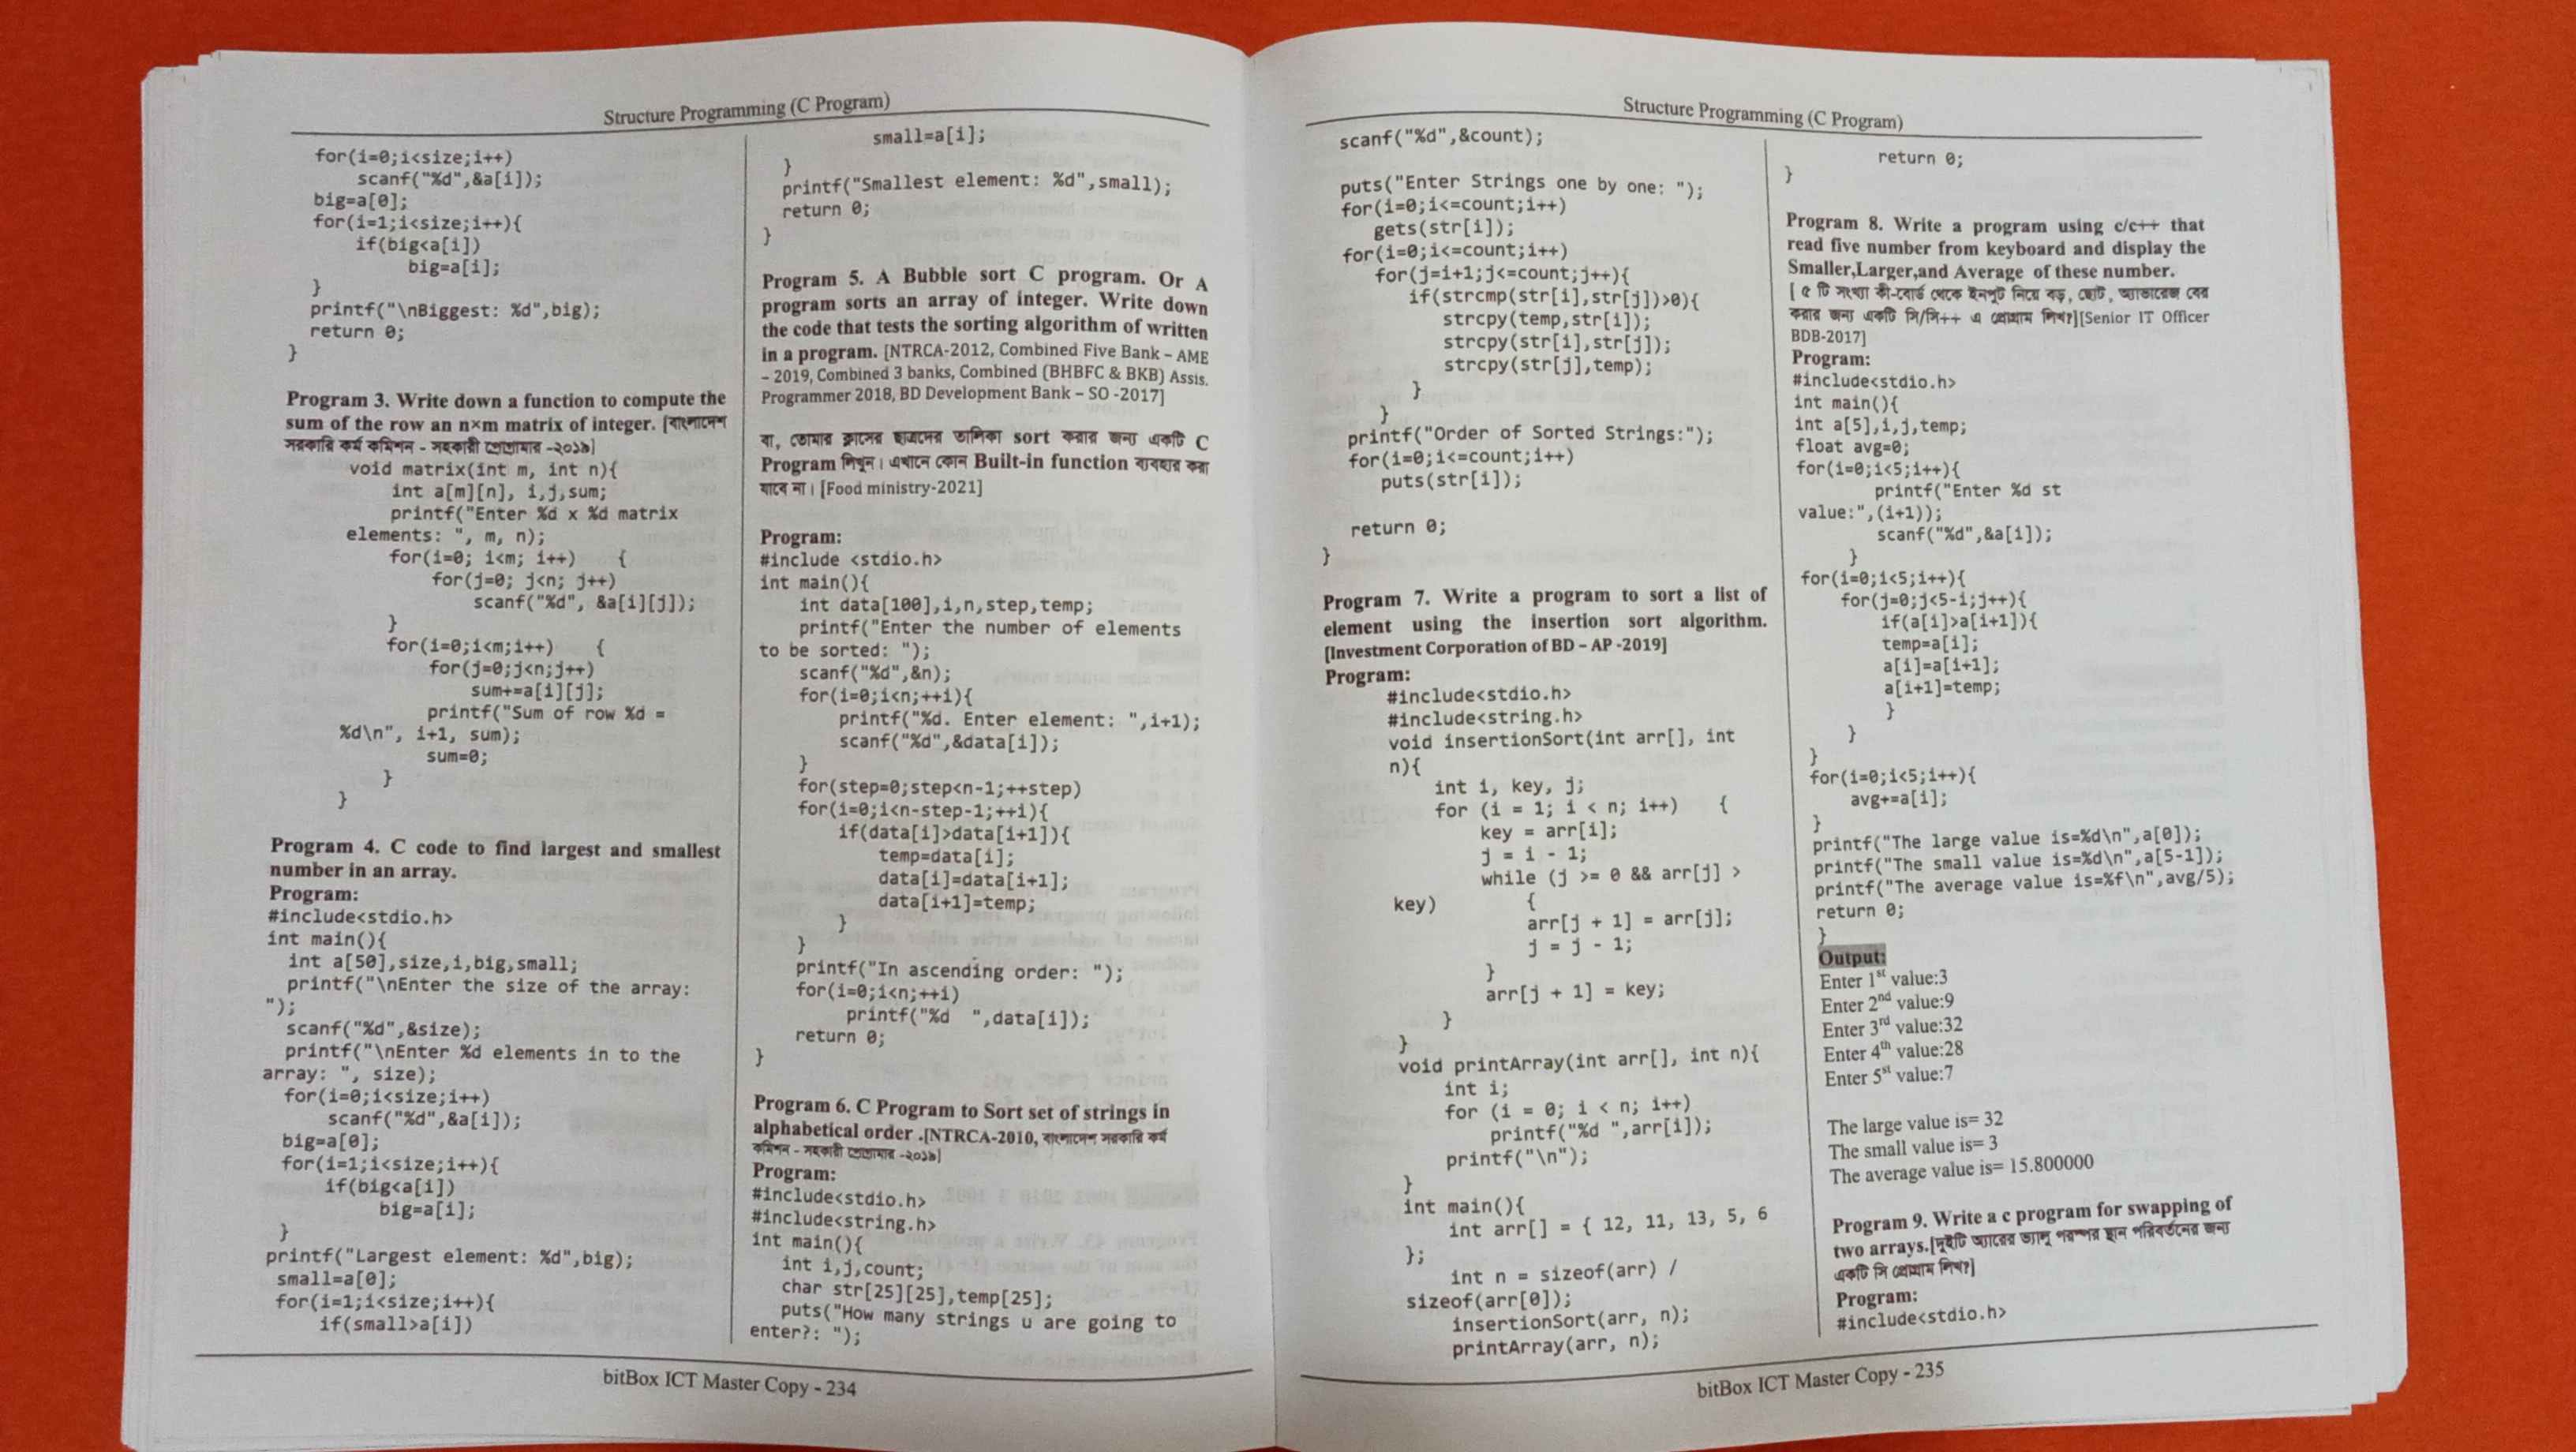 Structure Programming (C Program)
for(i=0;i<size;i++)
scanf("%d",&a[i]);
big=a[0];
for(i=1;i<size;i++){
if(big<a[i])
big=a[i];
}
printf("\nBiggest: %d",big);
return 0;
}
Program 3. Write down a function to compute the
sum of the row an n×m matrix of integer. [বাংলাদেশ
সরকারি কর্ম কমিশন - সহকারী প্রোগ্রামার -২০১৯]
void matrix(int m, int n){
int a[m][n], i,j,sum;
printf("Enter %d x %d matrix
elements: ", m, n);
for(i=0; i<m; i++) {
for(j=0; j<n; j++)
scanf("%d", &a[i][j]);
}
for(i=0;i<m;i++) {
for(j=0;j<n;j++)
sum+=a[i][j];
printf("Sum of row %d =
%d\n", i+1, sum);
sum=0;
}
}
Program 4. C code to find largest and smallest
number in an array.
Program:
#include<stdio.h>
int main(){
int a[50],size,i,big,small;
printf("\nEnter the size of the array:
");
scanf("%d",&size);
printf("\nEnter %d elements in to the
array: ", size);
for(i=0;i<size;i++)
scanf("%d",&a[i]);
big=a[0];
for(i=1;i<size;i++){
if(big<a[i])
big=a[i];
}
printf("Largest element: %d",big);
small=a[0];
for(i=1;i<size;i++){
if(small>a[i])
small=a[i];
}
printf("Smallest element: %d",small);
return 0;
}
Program 5. A Bubble sort C program. Or A
program sorts an array of integer. Write down
the code that tests the sorting algorithm of written
in a program. [NTRCA-2012, Combined Five Bank – AME
– 2019, Combined 3 banks, Combined (BHBFC & BKB) Assis.
Programmer 2018, BD Development Bank – SO -2017]
বা, তোমার ক্লাসের ছাত্রদের তালিকা sort করার জন্য একটি C
Program লিখুন। এখানে কোন Built-in function ব্যবহার করা
যাবে না। [Food ministry-2021]
Program:
#include <stdio.h>
int main(){
int data[100],i,n,step,temp;
printf("Enter the number of elements
to be sorted: ");
scanf("%d",&n);
for(i=0;i<n;++i){
printf("%d. Enter element: ",i+1);
scanf("%d",&data[i]);
}
for(step=0;step<n-1;++step)
for(i=0;i<n-step-1;++i){
if(data[i]>data[i+1]){
temp=data[i];
data[i]=data[i+1];
data[i+1]=temp;
}
}
printf("In ascending order: ");
for(i=0;i<n;++i)
printf("%d  ",data[i]);
return 0;
}
Program 6. C Program to Sort set of strings in
alphabetical order .[NTRCA-2010, বাংলাদেশ সরকারি কর্ম
কমিশন - সহকারী প্রোগ্রামার -২০১৯]
Program:
#include<stdio.h>
#include<string.h>
int main(){
int i,j,count;
char str[25][25],temp[25];
puts("How many strings u are going to
enter?: ");
bitBox ICT Master Copy - 234
Structure Programming (C Program)
scanf("%d",&count);
puts("Enter Strings one by one: ");
for(i=0;i<=count;i++)
gets(str[i]);
for(i=0;i<=count;i++)
for(j=i+1;j<=count;j++){
if(strcmp(str[i],str[j])>0){
strcpy(temp,str[i]);
strcpy(str[i],str[j]);
strcpy(str[j],temp);
}
}
printf("Order of Sorted Strings:");
for(i=0;i<=count;i++)
puts(str[i]);
return 0;
}
Program 7. Write a program to sort a list of
element using the insertion sort algorithm.
[Investment Corporation of BD – AP -2019]
Program:
#include<stdio.h>
#include<string.h>
void insertionSort(int arr[], int
n){
int i, key, j;
for (i = 1; i < n; i++) {
key = arr[i];
j = i - 1;
while (j >= 0 && arr[j] >
key) {
arr[j + 1] = arr[j];
j = j - 1;
}
arr[j + 1] = key;
}
}
void printArray(int arr[], int n){
int i;
for (i = 0; i < n; i++)
printf("%d ",arr[i]);
printf("\n");
}
int main(){
int arr[] = { 12, 11, 13, 5, 6
};
int n = sizeof(arr) /
sizeof(arr[0]);
insertionSort(arr, n);
printArray(arr, n);
return 0;
}
Program 8. Write a program using c/c++ that
read five number from keyboard and display the
Smaller,Larger,and Average of these number.
[ ৫ টি সংখ্যা কী-বোর্ড থেকে ইনপুট নিয়ে বড়, ছোট, অ্যাভারেজ বের
করার জন্য একটি সি/সি++ এ প্রোগ্রাম লিখ?][Senior IT Officer
BDB-2017]
Program:
#include<stdio.h>
int main(){
int a[5],i,j,temp;
float avg=0;
for(i=0;i<5;i++){
printf("Enter %d st
value:",(i+1));
scanf("%d",&a[i]);
}
for(i=0;i<5;i++){
for(j=0;j<5-i;j++){
if(a[i]>a[i+1]){
temp=a[i];
a[i]=a[i+1];
a[i+1]=temp;
}
}
}
for(i=0;i<5;i++){
avg+=a[i];
}
printf("The large value is=%d\n",a[0]);
printf("The small value is=%d\n",a[5-1]);
printf("The average value is=%f\n",avg/5);
return 0;
}
Output:
Enter 1st value:3
Enter 2nd value:9
Enter 3rd value:32
Enter 4th value:28
Enter 5st value:7
The large value is= 32
The small value is= 3
The average value is= 15.800000
Program 9. Write a c program for swapping of
two arrays.[দুইটি অ্যারের ভ্যালু পরস্পর স্থান পরিবর্তনের জন্য
একটি সি প্রোগ্রাম লিখ?]
Program:
#include<stdio.h>
bitBox ICT Master Copy - 235